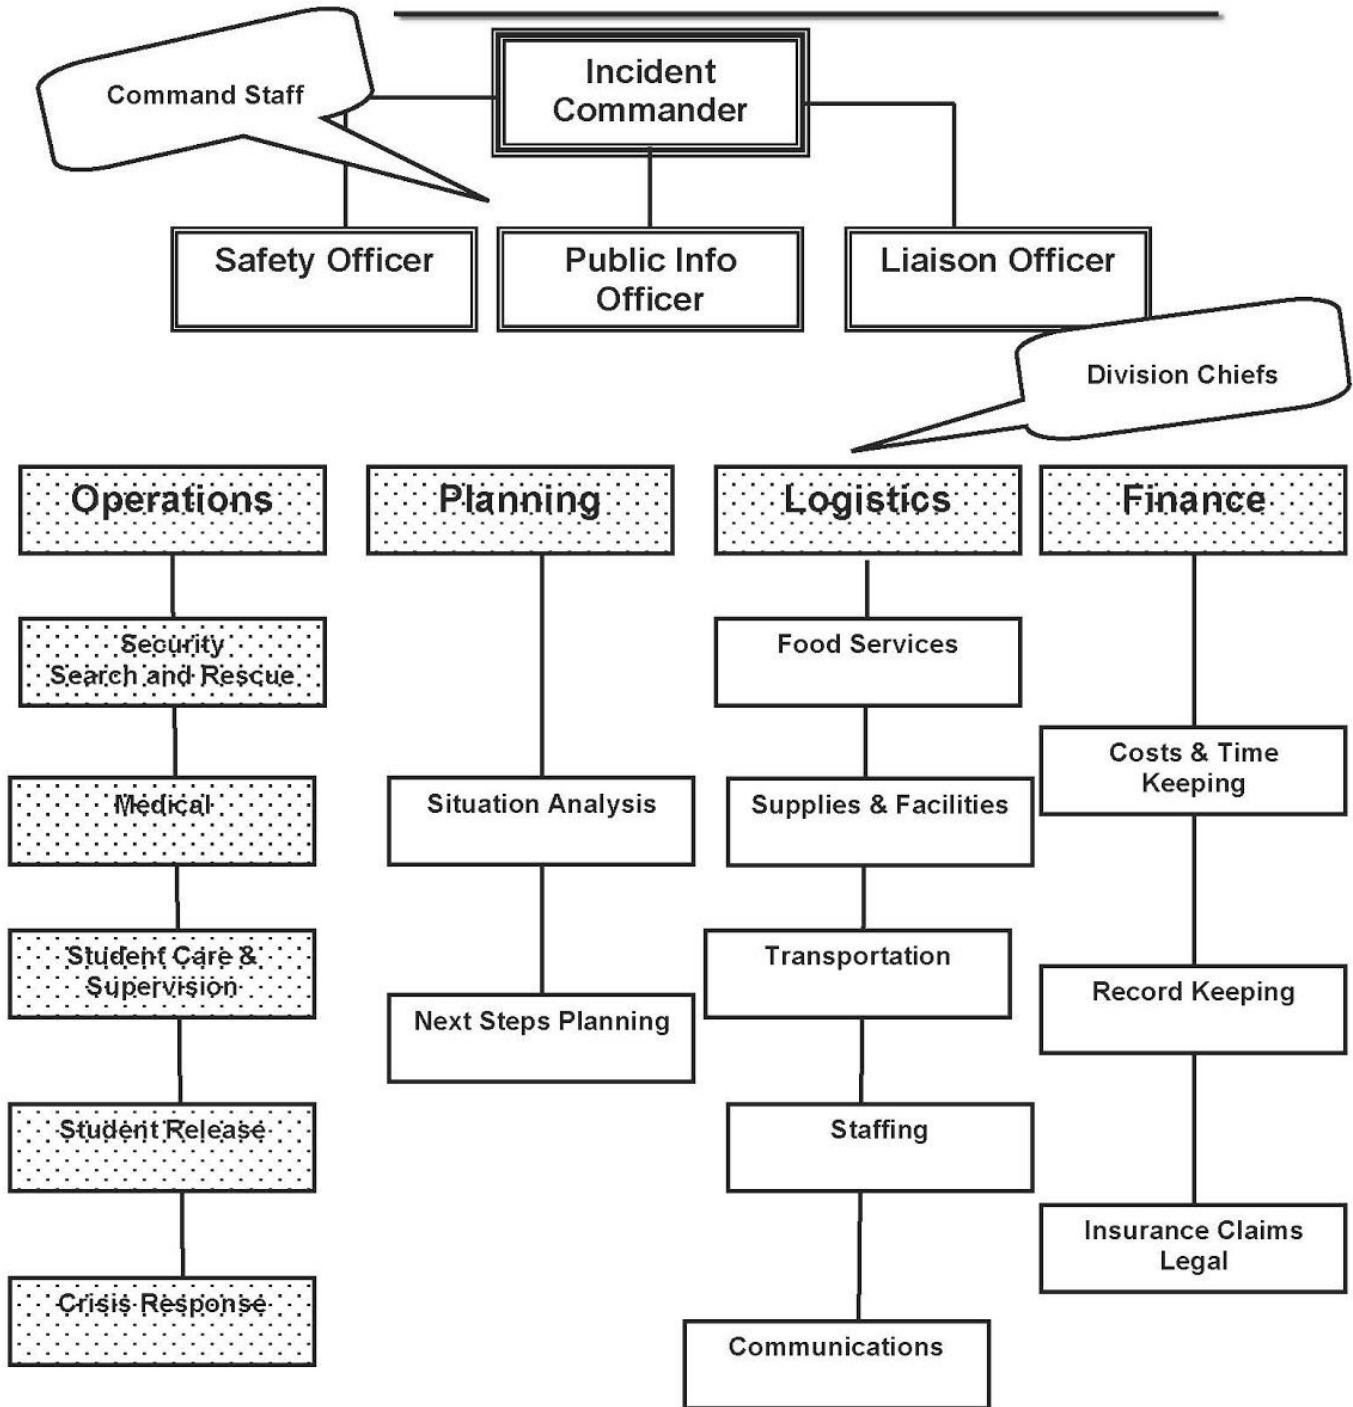 Command Staff
Incident
Commander
Safety Officer
Public Info
Officer
Liaison Officer
Division Chiefs
Operations
Planning
Logistics
Finance
Security
Search and Rescue
Medical
Student Care &
Supervision
Student Release
Crisis Response
Situation Analysis
Next Steps Planning
Food Services
Supplies & Facilities
Transportation
Staffing
Communications
Costs & Time
Keeping
Record Keeping
Insurance Claims
Legal